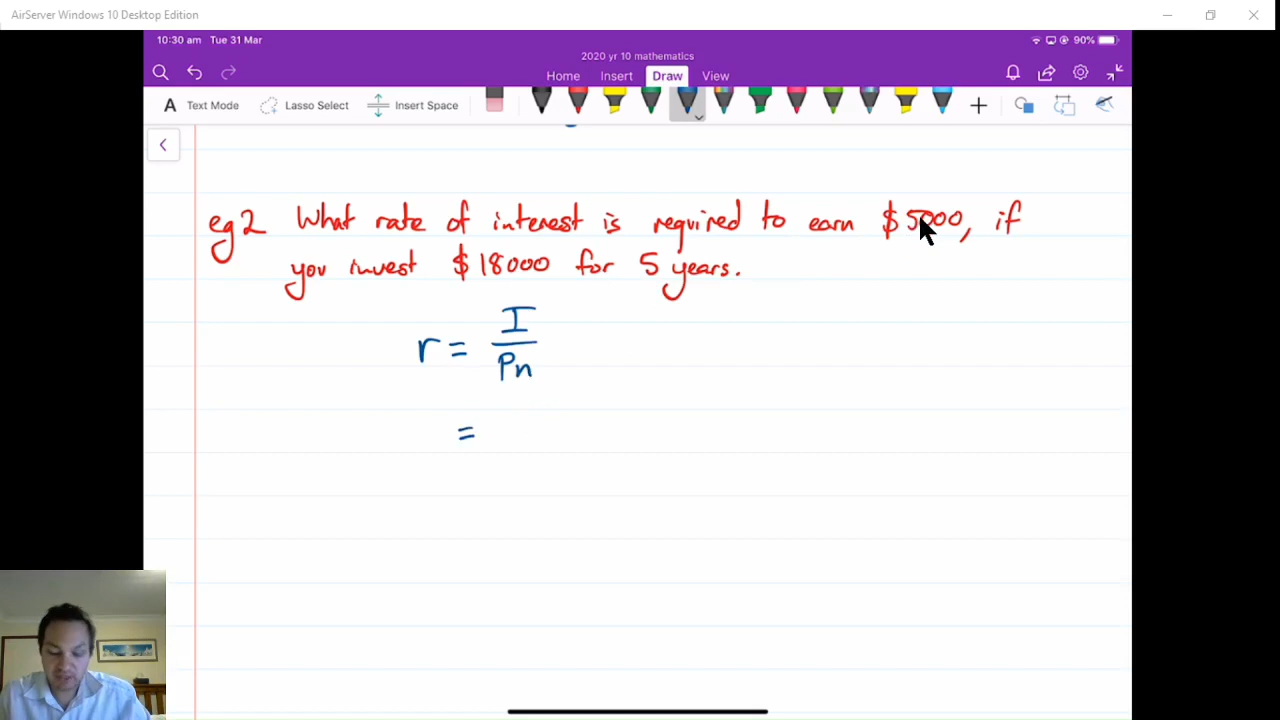 AirServer Windows 10 Desktop Edition
10:30 am Tue 31 Mar
90%
2020 yr 10 mathematics
Home Insert Draw View
A Text Mode Lasso Select Insert Space
eg 2 What rate of interest is required to earn $5000, if
you invest $18000 for 5 years.
r = I
Pn
=